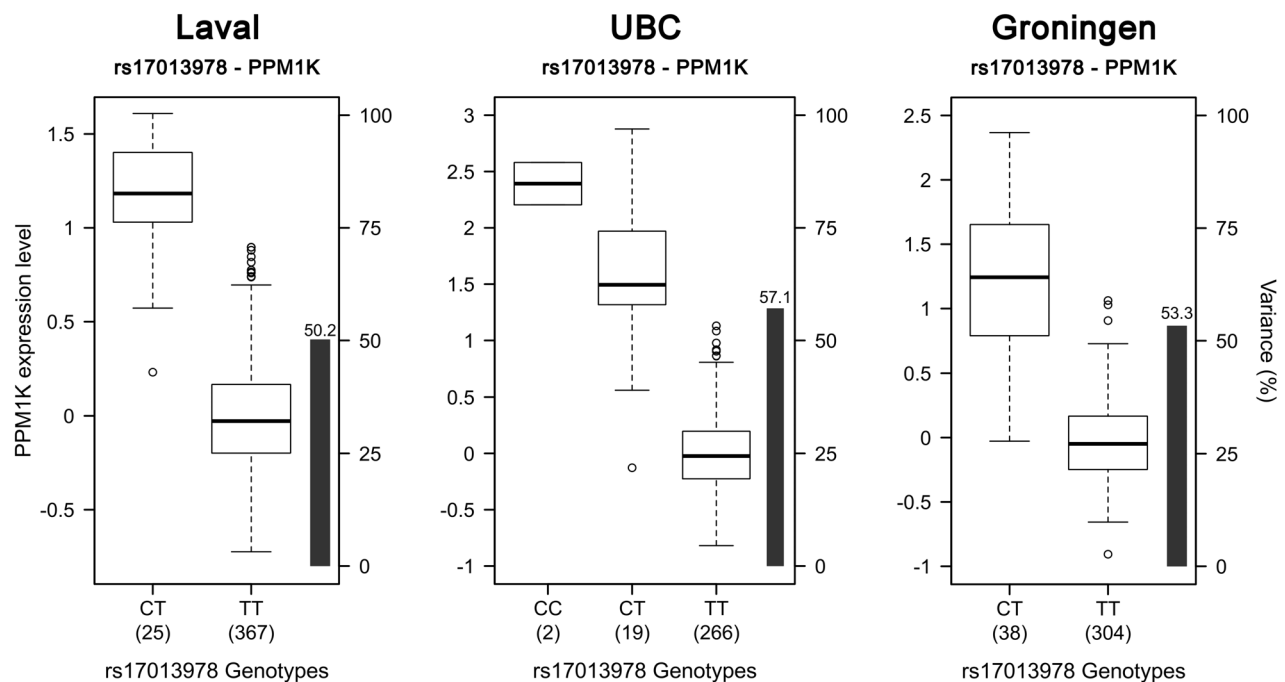 Laval
rs17013978 - PPM1K
PPM1K expression level
1.5
1
0.5
0
-0.5
100
75
50
25
0
50.2
CT
(25)
TT
(367)
rs17013978 Genotypes
UBC
rs17013978 - PPM1K
3
2.5
2
1.5
1
0.5
0
-0.5
-1
100
75
50
25
0
57.1
CC
(2)
CT
(19)
TT
(266)
rs17013978 Genotypes
Groningen
rs17013978 - PPM1K
2.5
2
1.5
1
0.5
0
-0.5
-1
100
75
50
25
0
53.3
Variance (%)
CT
(38)
TT
(304)
rs17013978 Genotypes